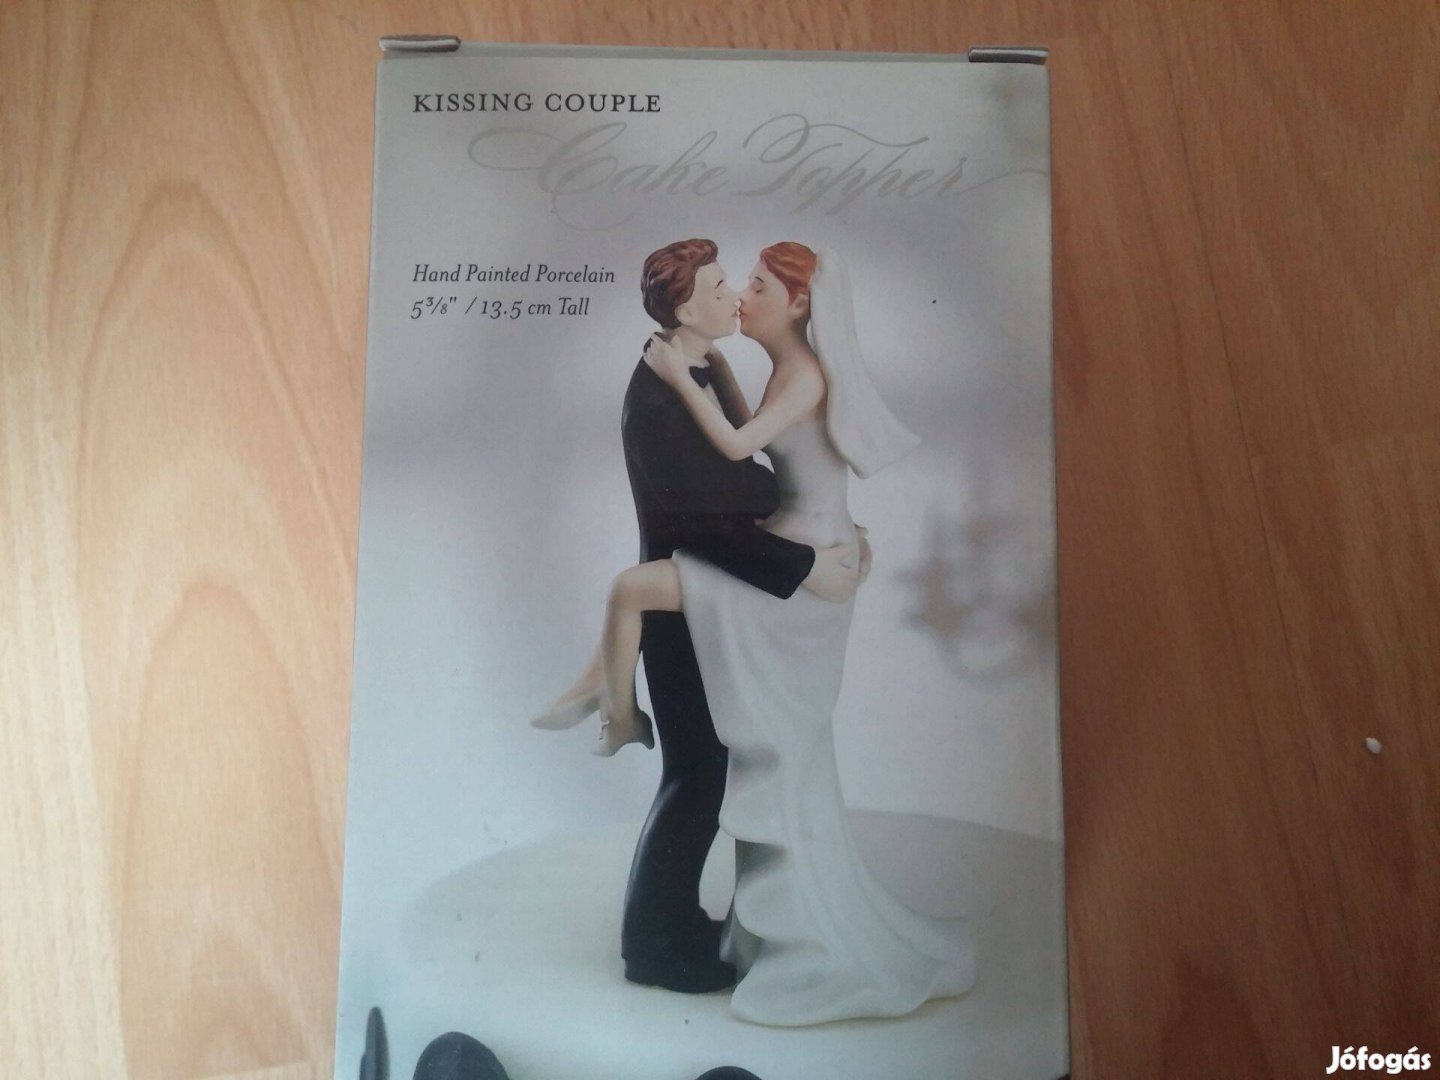 KISSING COUPLE
Cake Topper
Hand Painted Porcelain
5⅜" / 13.5 cm Tall
Jófogás